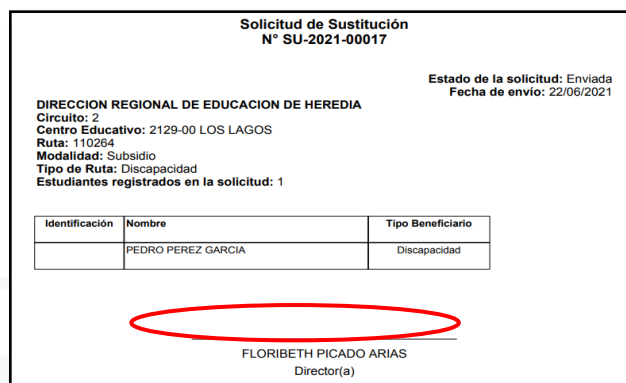 Solicitud de Sustitución
N° SU-2021-00017
Estado de la solicitud: Enviada
Fecha de envío: 22/06/2021
DIRECCION REGIONAL DE EDUCACION DE HEREDIA
Circuito: 2
Centro Educativo: 2129-00 LOS LAGOS
Ruta: 110264
Modalidad: Subsidio
Tipo de Ruta: Discapacidad
Estudiantes registrados en la solicitud: 1
Identificación Nombre Tipo Beneficiario
PEDRO PEREZ GARCIA Discapacidad
FLORIBETH PICADO ARIAS
Director(a)